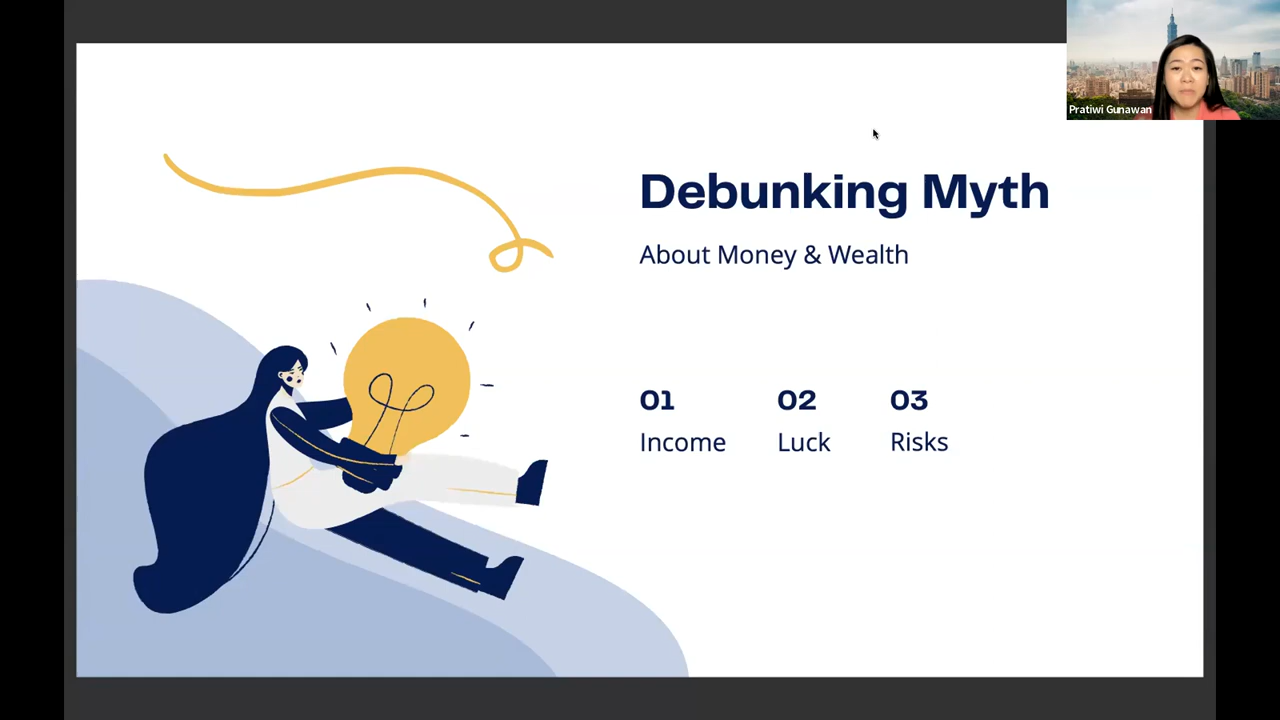 Pratiwi Gunawan
Debunking Myth
About Money & Wealth
01
Income
02
Luck
03
Risks